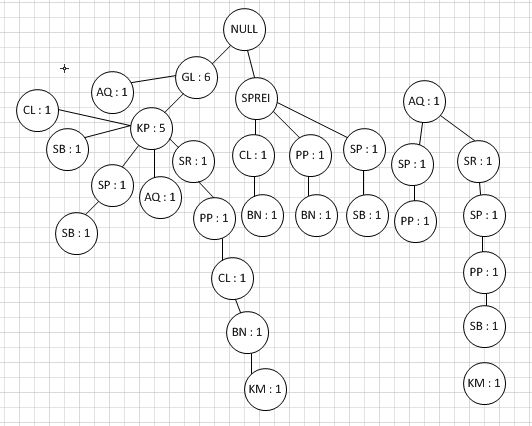 NULL
GL : 6
AQ : 1
SPREI
AQ : 1
CL : 1
KP : 5
SB : 1
SR : 1
CL : 1
PP : 1
SP : 1
SP : 1
SR : 1
SP : 1
AQ : 1
PP : 1
BN : 1
BN : 1
SB : 1
PP : 1
SP : 1
SB : 1
CL : 1
PP : 1
BN : 1
SB : 1
KM : 1
KM : 1